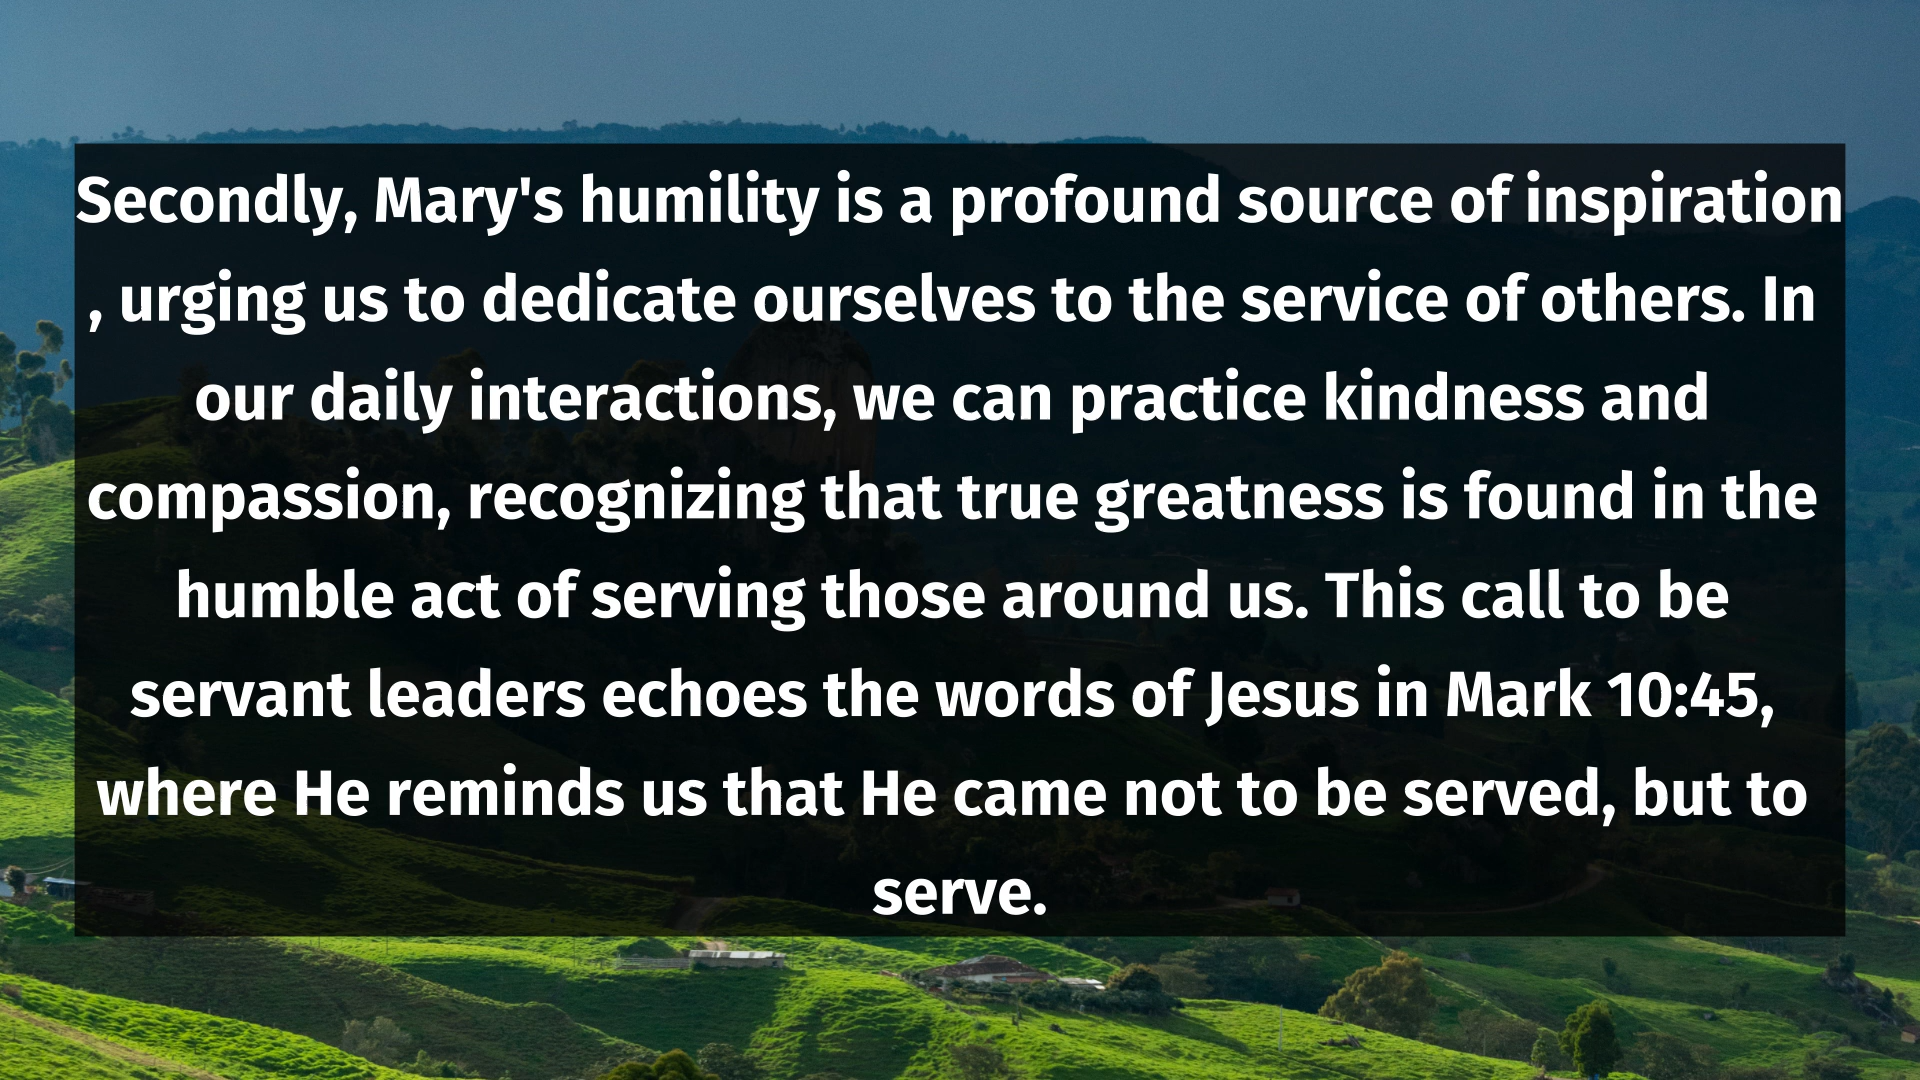 Secondly, Mary's humility is a profound source of inspiration
, urging us to dedicate ourselves to the service of others. In
our daily interactions, we can practice kindness and
compassion, recognizing that true greatness is found in the
humble act of serving those around us. This call to be
servant leaders echoes the words of Jesus in Mark 10:45,
where He reminds us that He came not to be served, but to
serve.